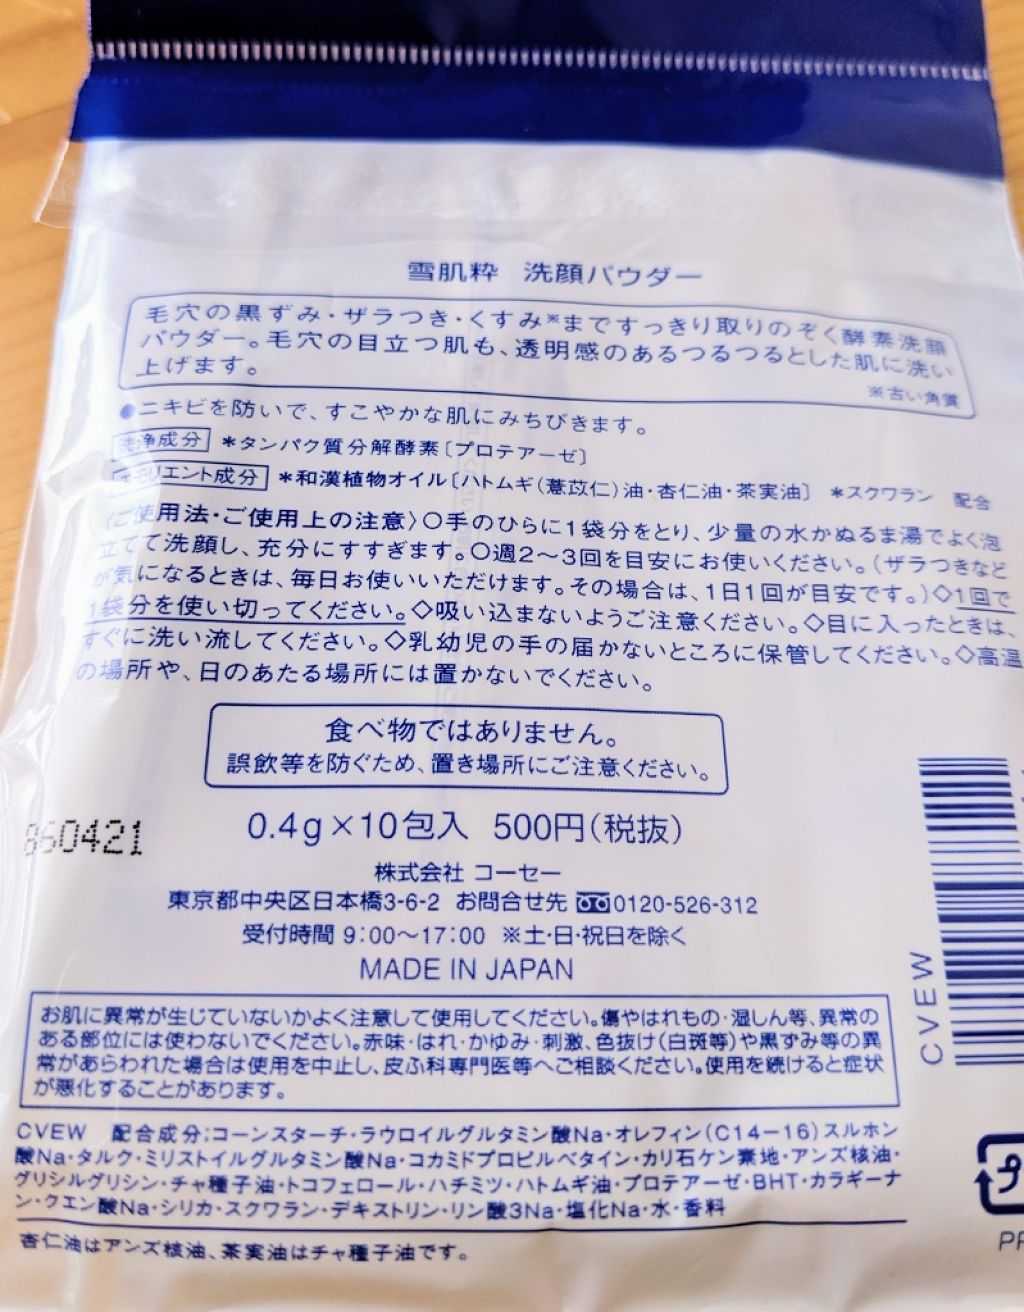 雪肌粋 洗顔パウダー
毛穴の黒ずみ・ザラつき・くすみ※まですっきり取りのぞく酵素洗顔
パウダー。毛穴の目立つ肌も、透明感のあるつるつるとした肌に洗い
上げます。
※古い角質
●ニキビを防いで、すこやかな肌にみちびきます。
洗浄成分 *タンパク質分解酵素〔プロテアーゼ〕
エモリエント成分 *和漢植物オイル〔ハトムギ(薏苡仁)油・杏仁油・茶実油〕 *スクワラン 配合
〈ご使用法・ご使用上の注意〉○手のひらに1袋分をとり、少量の水かぬるま湯でよく泡
立てて洗顔し、充分にすすぎます。○週2～3回を目安にお使いください。(ザラつきなど
が気になるときは、毎日お使いいただけます。その場合は、1日1回が目安です。)◇1回で
1袋分を使い切ってください。◇吸い込まないようご注意ください。◇目に入ったときは、
すぐに洗い流してください。◇乳幼児の手の届かないところに保管してください。◇高温
の場所や、日のあたる場所には置かないでください。
食べ物ではありません。
誤飲等を防ぐため、置き場所にご注意ください。
0.4g×10包入 500円(税抜)
860421
株式会社 コーセー
東京都中央区日本橋3-6-2 お問合せ先 0120-526-312
受付時間 9:00～17:00 ※土・日・祝日を除く
MADE IN JAPAN
CVEW
お肌に異常が生じていないかよく注意して使用してください。傷やはれもの・湿しん等、異常の
ある部位には使わないでください。赤味・はれ・かゆみ・刺激、色抜け(白斑等)や黒ずみ等の異
常があらわれた場合は使用を中止し、皮ふ科専門医等へご相談ください。使用を続けると症状
が悪化することがあります。
CVEW 配合成分:コーンスターチ・ラウロイルグルタミン酸Na・オレフィン(C14-16)スルホン
酸Na・タルク・ミリストイルグルタミン酸Na・コカミドプロピルベタイン・カリ石ケン素地・アンズ核油・
グリシルグリシン・チャ種子油・トコフェロール・ハチミツ・ハトムギ油・プロテアーゼ・BHT・カラギーナ
ン・クエン酸Na・シリカ・スクワラン・デキストリン・リン酸3Na・塩化Na・水・香料
杏仁油はアンズ核油、茶実油はチャ種子油です。